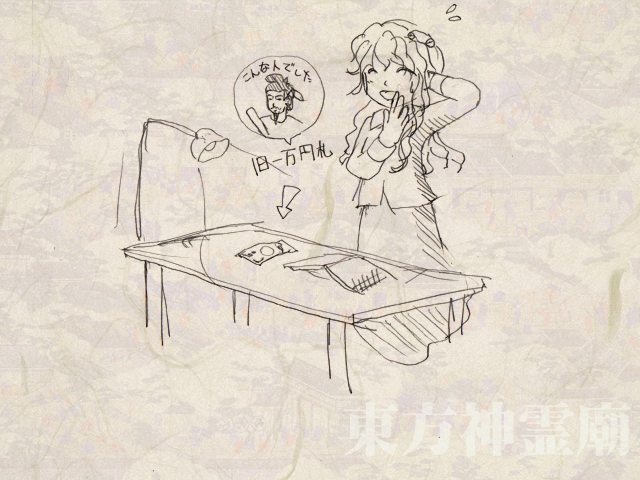 こんな人でした
旧一万円札
東方神霊廟